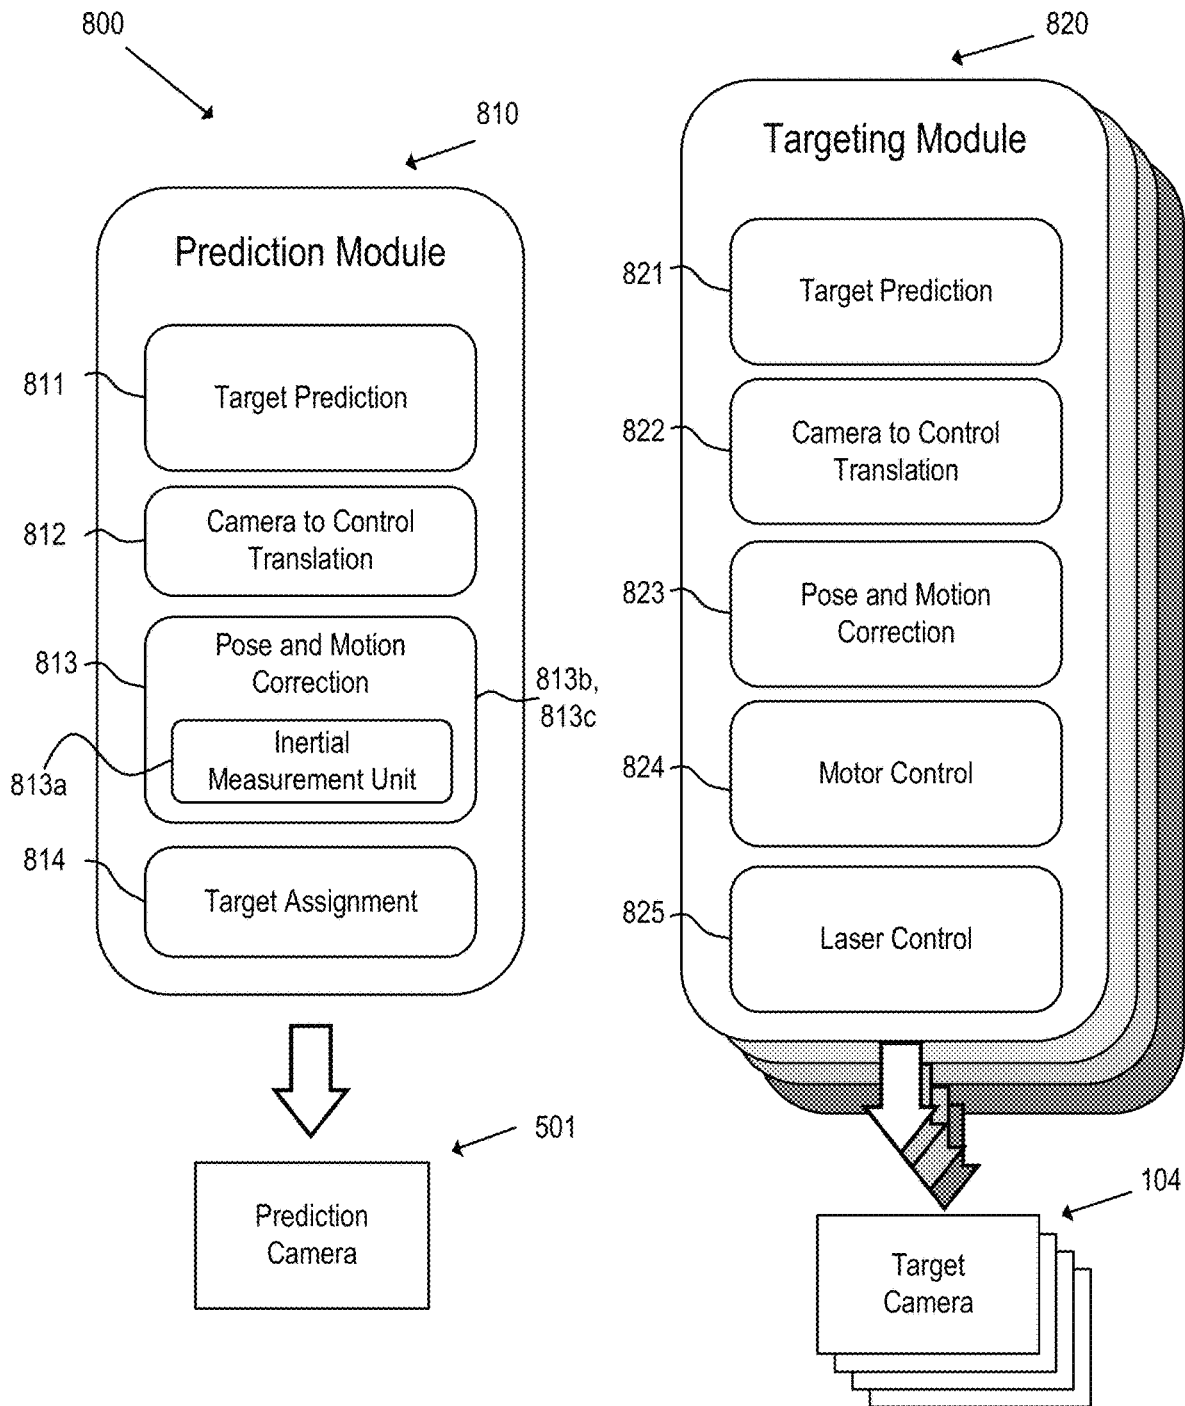 800
810
Prediction Module
811
Target Prediction
812
Camera to Control
Translation
813
Pose and Motion
Correction
813b,
813c
Inertial
Measurement Unit
813a
814
Target Assignment
501
Prediction
Camera
820
Targeting Module
821
Target Prediction
822
Camera to Control
Translation
823
Pose and Motion
Correction
824
Motor Control
825
Laser Control
104
Target
Camera